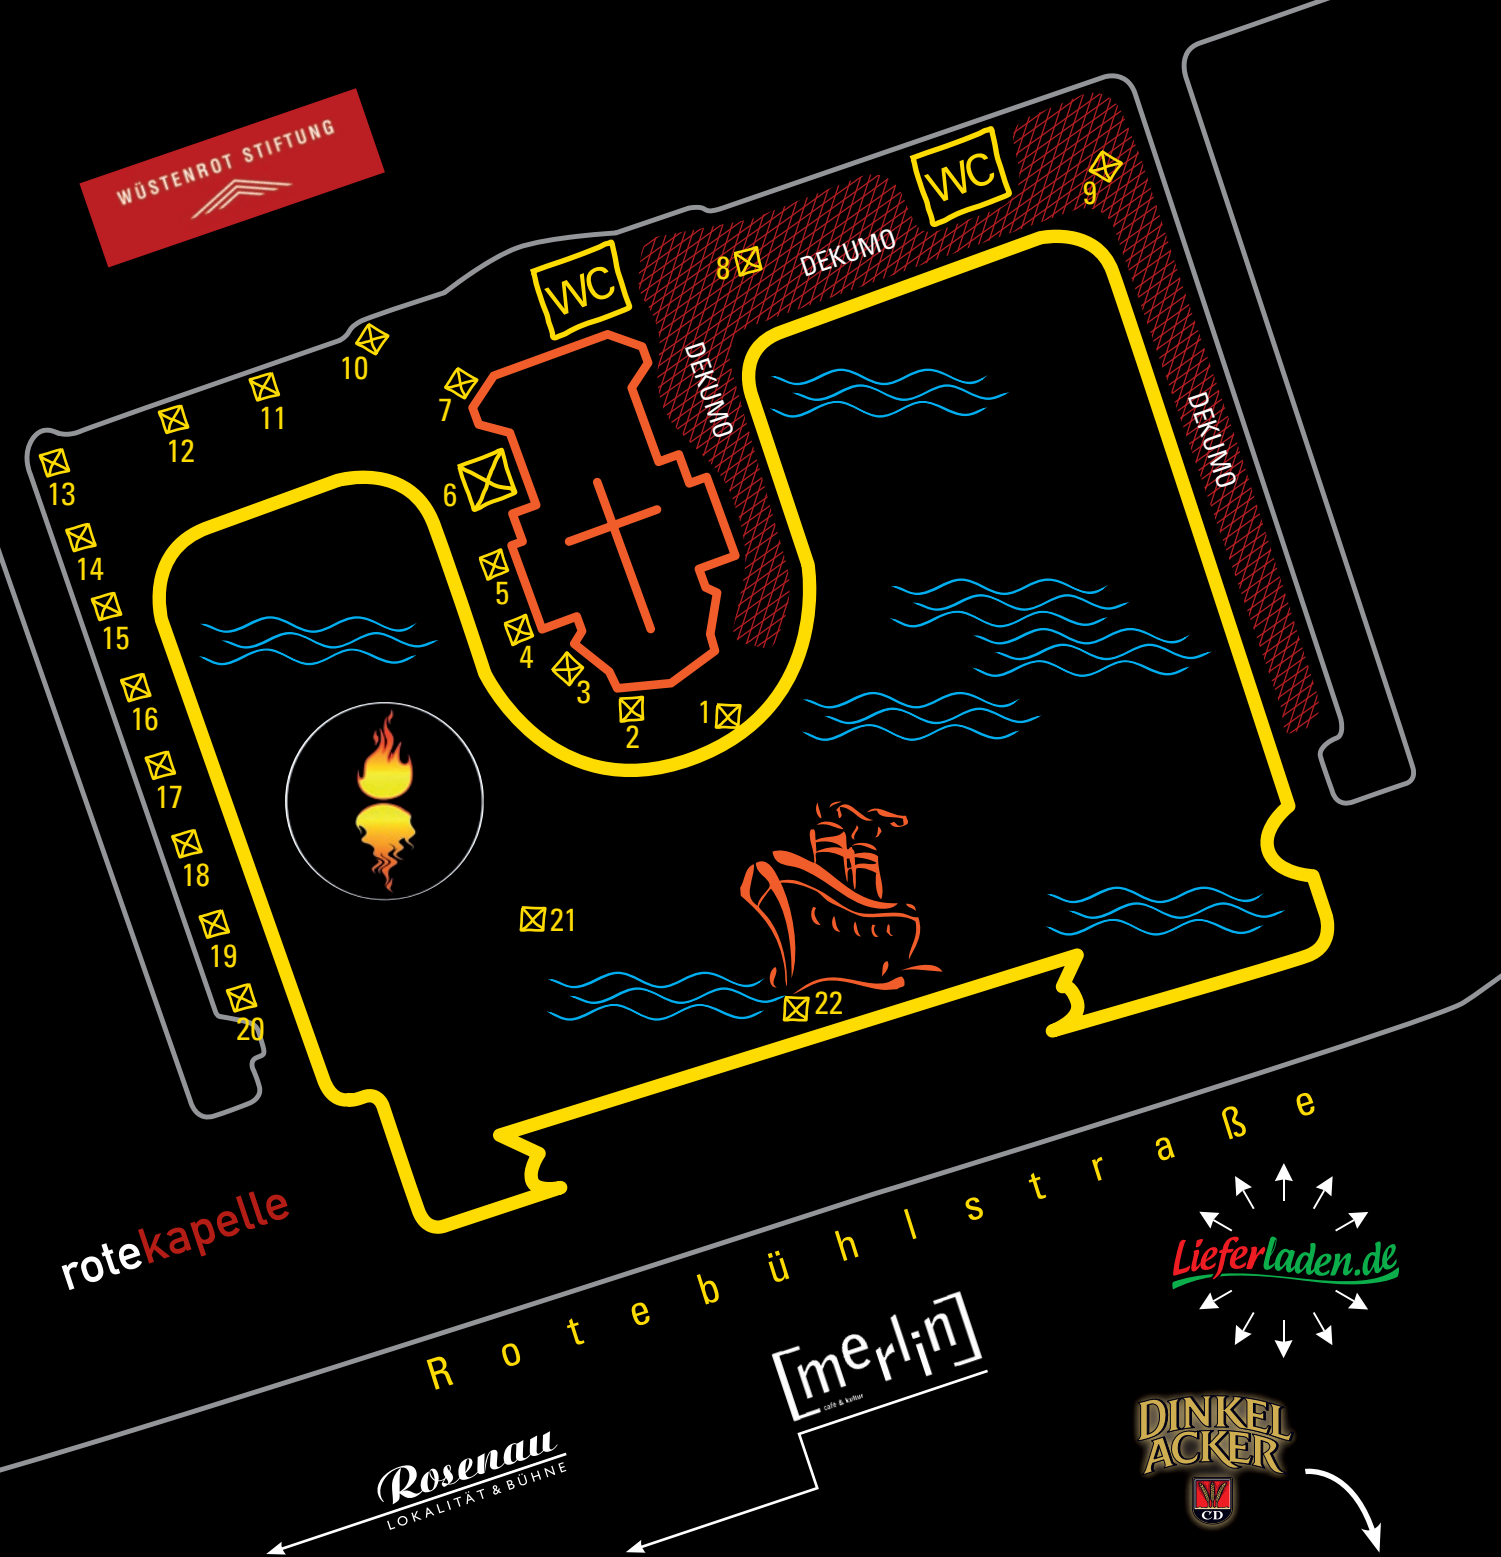 WÜSTENROT STIFTUNG
WC
WC
9
8
DEKUMO
DEKUMO
DEKUMO
10
7
11
12
13
6
14
5
15
4
3
16
1
2
17
18
19
20
21
22
rotekapelle
Rotebühlstraße
Lieferladen.de
[merlin]
café & kultur
DINKEL
ACKER
CD
Rosenau
LOKALITÄT & BÜHNE